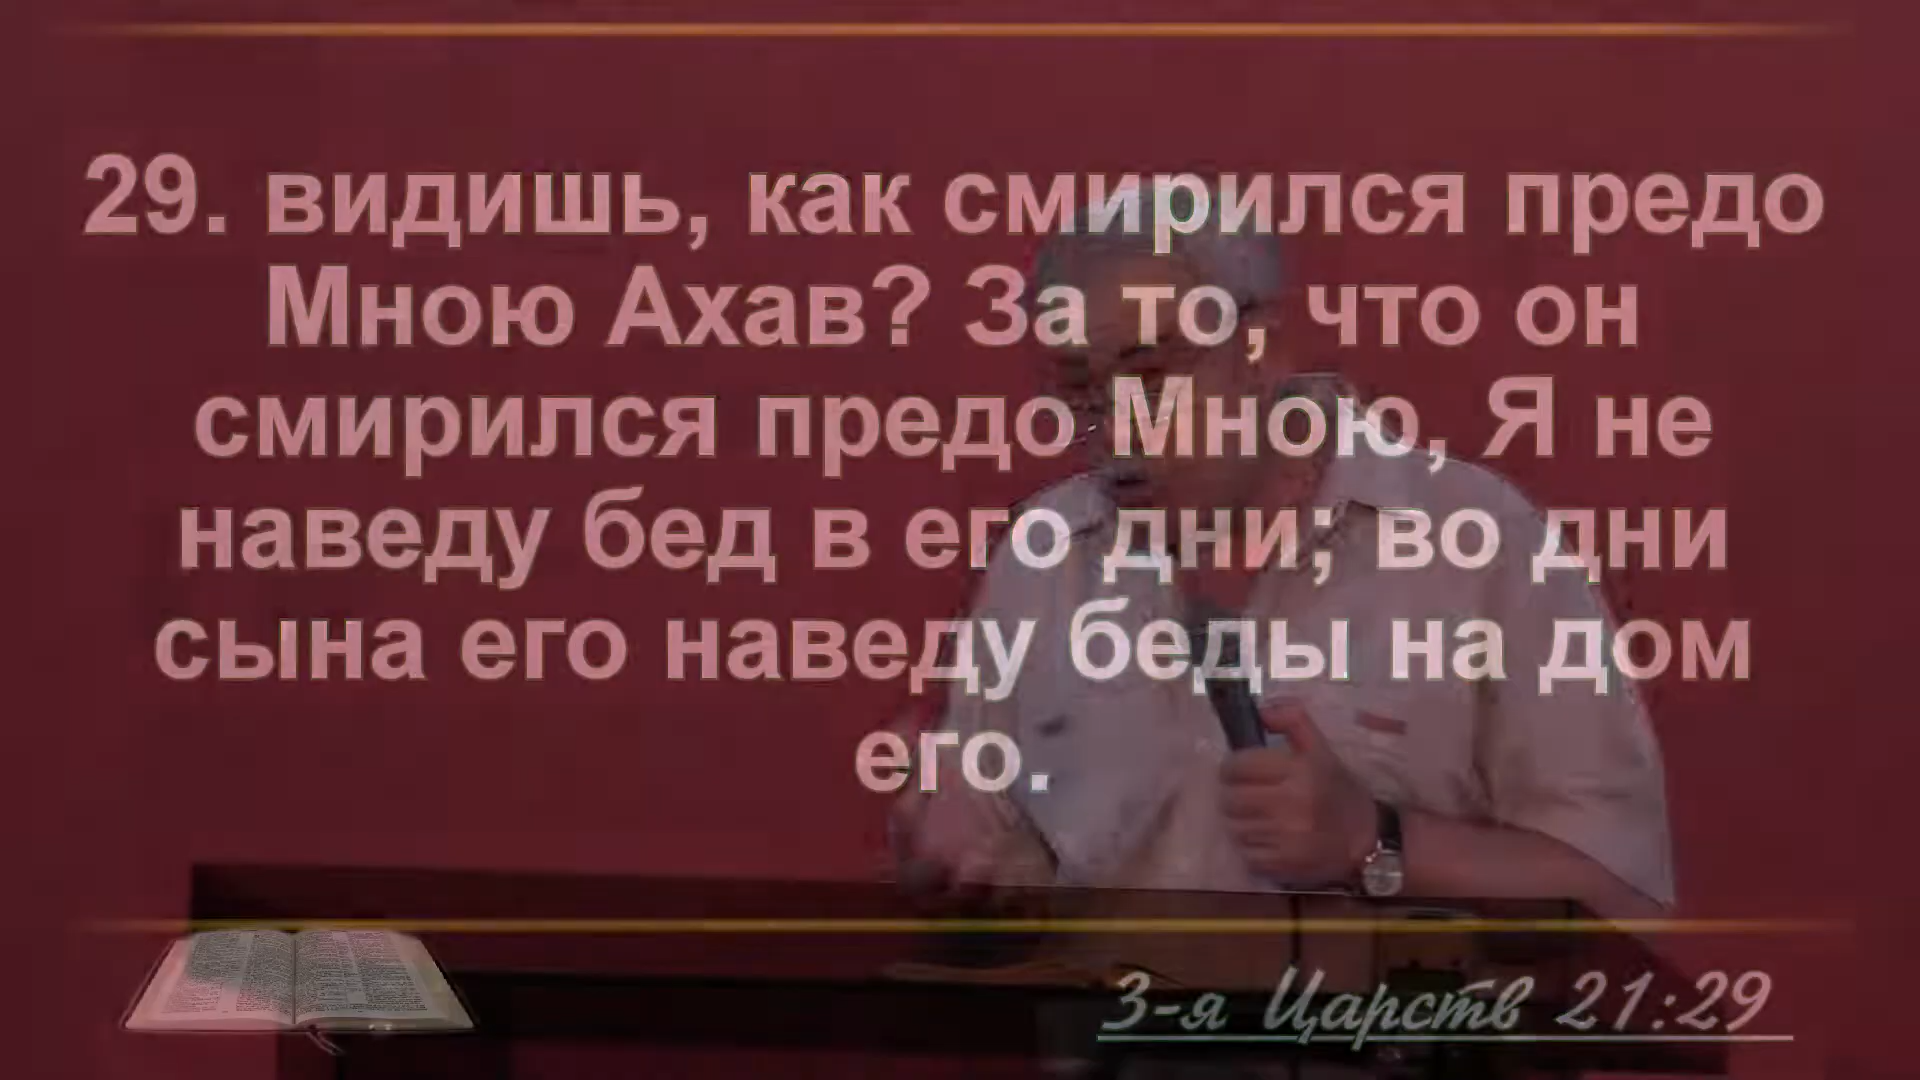 29. видишь, как смирился предо
Мною Ахав? За то, что он
смирился предо Мною, Я не
наведу бед в его дни; во дни
сына его наведу беды на дом
его.
3-я Царств 21:29